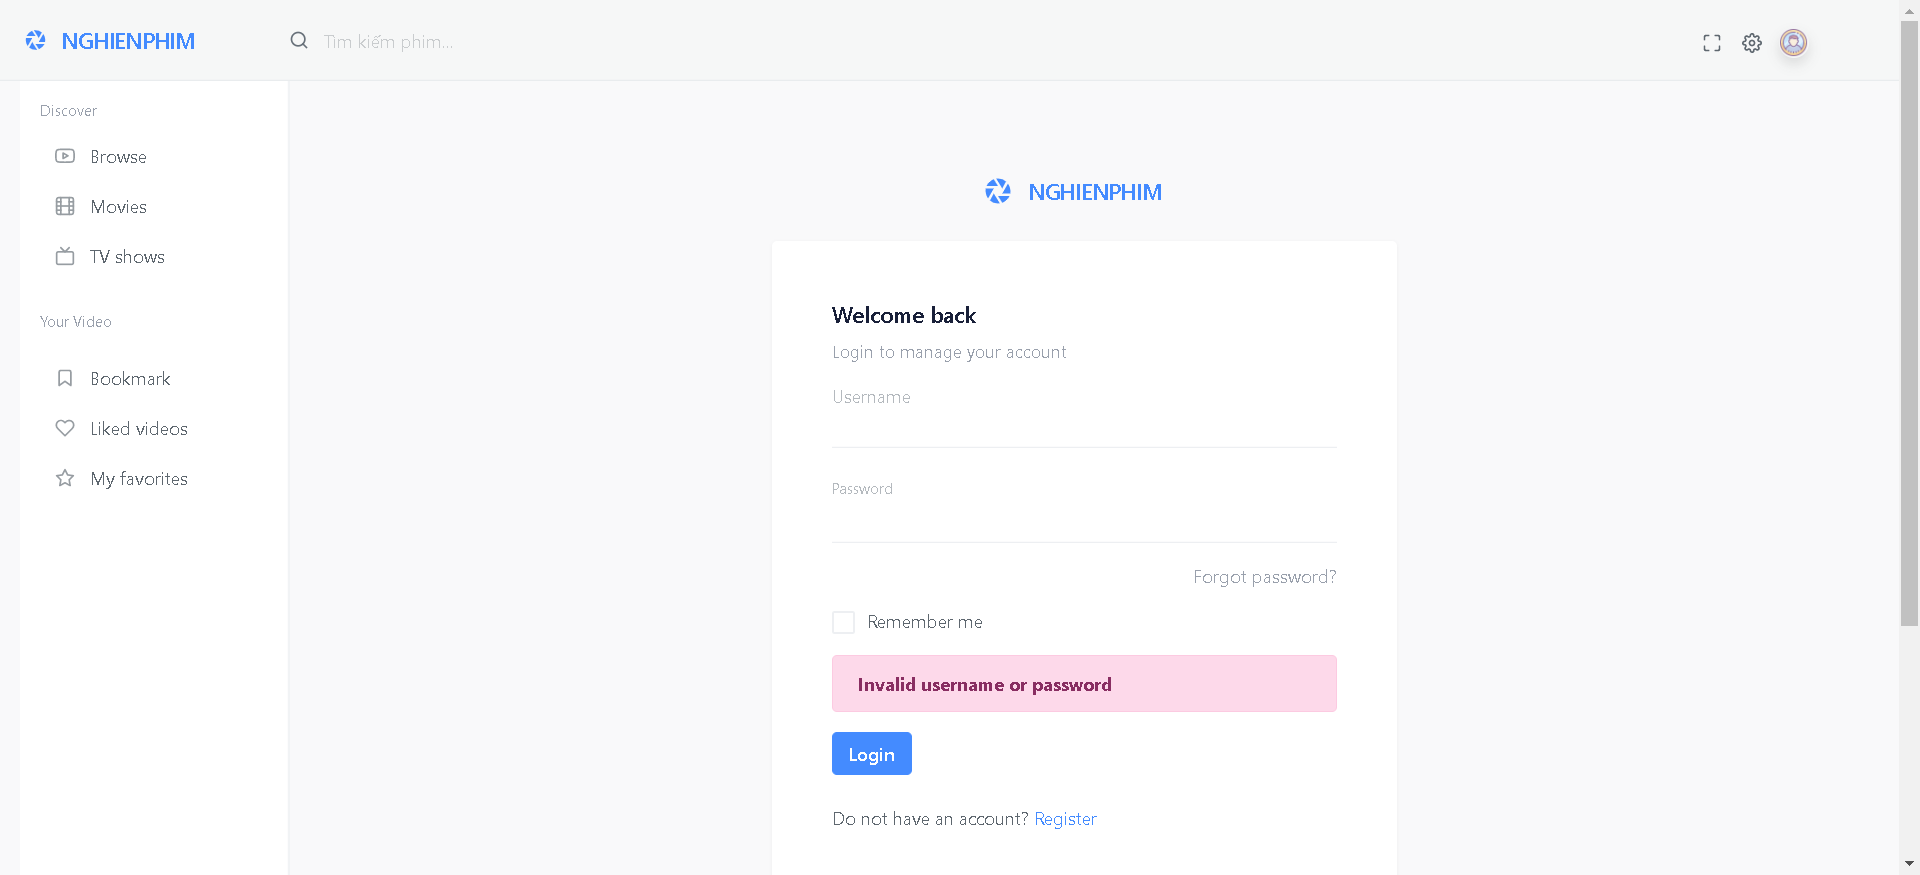 NGHIENPHIM
Tìm kiếm phim...
Discover
Browse
Movies
TV shows
Your Video
Bookmark
Liked videos
My favorites
NGHIENPHIM
Welcome back
Login to manage your account
Username
Password
Forgot password?
Remember me
Invalid username or password
Login
Do not have an account? Register